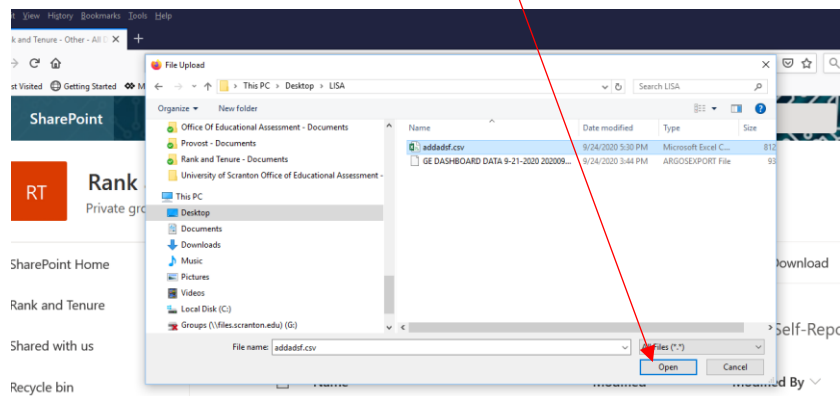 View History Bookmarks Tools Help
and Tenure - Other - All
Getting Started
SharePoint
RT
Rank
Private gro
SharePoint Home
Rank and Tenure
Shared with us
Recycle bin
File Upload
This PC > Desktop > LISA
Search LISA
Organize
New folder
Office Of Educational Assessment - Documents
Provost - Documents
Rank and Tenure - Documents
University of Scranton Office of Educational Assessment -
This PC
Desktop
Documents
Downloads
Music
Pictures
Videos
Local Disk (C:)
Groups (\\files.scranton.edu) (G:)
Name Date modified Type Size
addadsf.csv 9/24/2020 5:30 PM Microsoft Excel C... 812
GE DASHBOARD DATA 9-21-2020 202009... 9/24/2020 3:44 PM ARGOSEXPORT File 93
File name: addadsf.csv
Files (*.*)
Open Cancel
Download
Self-Repo
Name Modified Modified By